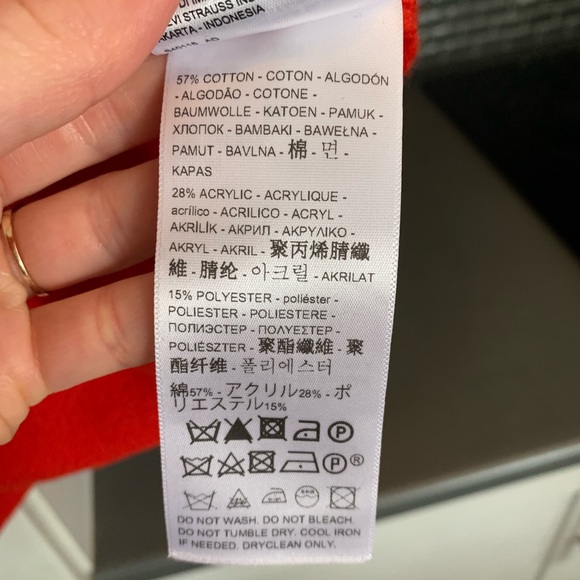 LEVI STRAUSS IN
JAKARTA - INDONESIA
57% COTTON - COTON - ALGODÓN
- ALGODÃO - COTONE -
BAUMWOLLE - KATOEN - PAMUK -
ХЛОПОК - BAMBAKI - BAWEŁNA -
PAMUT - BAVLNA - 棉 - 면 -
KAPAS
28% ACRYLIC - ACRYLIQUE -
acrílico - ACRILICO - ACRYL -
AKRİLİK - АКРИЛ - ΑΚΡΥΛΙΚΟ -
AKRYL - AKRIL - 聚丙烯腈纖
維 - 腈纶 - 아크릴 - AKRILAT
15% POLYESTER - poliéster -
POLIESTER - POLIESTERE -
ПОЛИЭСТЕР - ΠΟΛΥΕΣΤΕΡ -
POLIÉSZTER - 聚酯纖維 - 聚
酯纤维 - 폴리에스터
綿57% - アクリル28% - ポ
リエステル15%
P
P®
DO NOT WASH. DO NOT BLEACH.
DO NOT TUMBLE DRY. COOL IRON
IF NEEDED. DRYCLEAN ONLY.